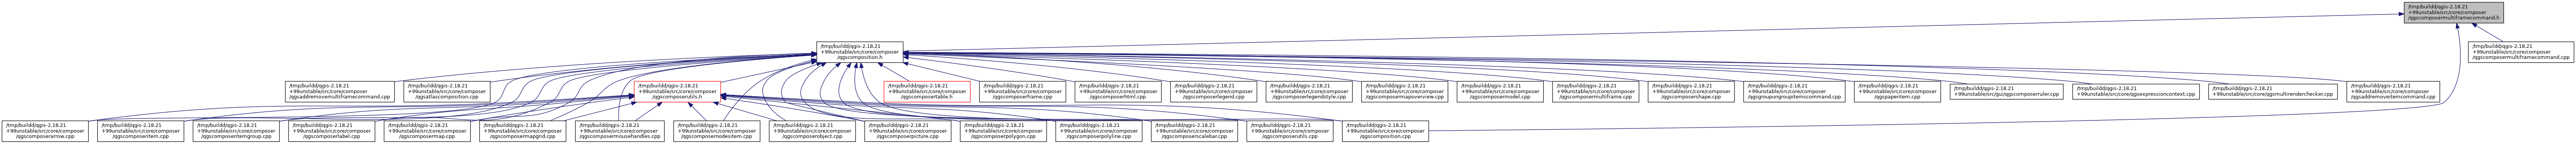 /tmp/buildd/qgis-2.18.21
+99unstable/src/core/composer
/qgscomposermultiframecommand.h
/tmp/buildd/qgis-2.18.21
+99unstable/src/core/composer
/qgscomposition.h
/tmp/buildd/qgis-2.18.21
+99unstable/src/core/composer
/qgscomposermultiframecommand.cpp
/tmp/buildd/qgis-2.18.21
+99unstable/src/core/composer
/qgsaddremovemultiframecommand.cpp
/tmp/buildd/qgis-2.18.21
+99unstable/src/core/composer
/qgsatlascomposition.cpp
/tmp/buildd/qgis-2.18.21
+99unstable/src/core/composer
/qgscomposerutils.h
/tmp/buildd/qgis-2.18.21
+99unstable/src/core/composer
/qgscomposertable.h
/tmp/buildd/qgis-2.18.21
+99unstable/src/core/composer
/qgscomposerframe.cpp
/tmp/buildd/qgis-2.18.21
+99unstable/src/core/composer
/qgscomposerhtml.cpp
/tmp/buildd/qgis-2.18.21
+99unstable/src/core/composer
/qgscomposerlegend.cpp
/tmp/buildd/qgis-2.18.21
+99unstable/src/core/composer
/qgscomposerlegendstyle.cpp
/tmp/buildd/qgis-2.18.21
+99unstable/src/core/composer
/qgscomposermapoverview.cpp
/tmp/buildd/qgis-2.18.21
+99unstable/src/core/composer
/qgscomposermodel.cpp
/tmp/buildd/qgis-2.18.21
+99unstable/src/core/composer
/qgscomposermultiframe.cpp
/tmp/buildd/qgis-2.18.21
+99unstable/src/core/composer
/qgscomposershape.cpp
/tmp/buildd/qgis-2.18.21
+99unstable/src/core/composer
/qgsgroupungroupitemscommand.cpp
/tmp/buildd/qgis-2.18.21
+99unstable/src/core/composer
/qgspaperitem.cpp
/tmp/buildd/qgis-2.18.21
+99unstable/src/gui/qgscomposerruler.cpp
/tmp/buildd/qgis-2.18.21
+99unstable/src/core/qgsexpressioncontext.cpp
/tmp/buildd/qgis-2.18.21
+99unstable/src/core/qgsmultirenderchecker.cpp
/tmp/buildd/qgis-2.18.21
+99unstable/src/core/composer
/qgsaddremoveitemcommand.cpp
/tmp/buildd/qgis-2.18.21
+99unstable/src/core/composer
/qgscomposerarrow.cpp
/tmp/buildd/qgis-2.18.21
+99unstable/src/core/composer
/qgscomposeritem.cpp
/tmp/buildd/qgis-2.18.21
+99unstable/src/core/composer
/qgscomposeritemgroup.cpp
/tmp/buildd/qgis-2.18.21
+99unstable/src/core/composer
/qgscomposerlabel.cpp
/tmp/buildd/qgis-2.18.21
+99unstable/src/core/composer
/qgscomposermap.cpp
/tmp/buildd/qgis-2.18.21
+99unstable/src/core/composer
/qgscomposermapgrid.cpp
/tmp/buildd/qgis-2.18.21
+99unstable/src/core/composer
/qgscomposermousehandles.cpp
/tmp/buildd/qgis-2.18.21
+99unstable/src/core/composer
/qgscomposernodesitem.cpp
/tmp/buildd/qgis-2.18.21
+99unstable/src/core/composer
/qgscomposerobject.cpp
/tmp/buildd/qgis-2.18.21
+99unstable/src/core/composer
/qgscomposerpicture.cpp
/tmp/buildd/qgis-2.18.21
+99unstable/src/core/composer
/qgscomposerpolygon.cpp
/tmp/buildd/qgis-2.18.21
+99unstable/src/core/composer
/qgscomposerpolyline.cpp
/tmp/buildd/qgis-2.18.21
+99unstable/src/core/composer
/qgscomposerscalebar.cpp
/tmp/buildd/qgis-2.18.21
+99unstable/src/core/composer
/qgscomposerutils.cpp
/tmp/buildd/qgis-2.18.21
+99unstable/src/core/composer
/qgscomposition.cpp